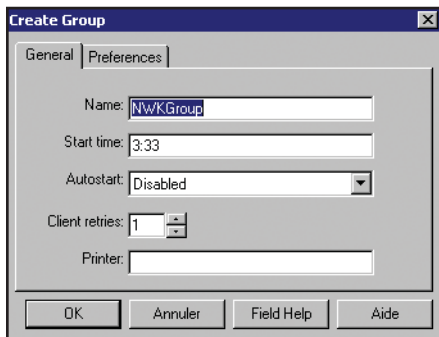 Create Group
General Preferences
Name: NWKGroup
Start time: 3:33
Autostart: Disabled
Client retries: 1
Printer:
OK Annuler Field Help Aide